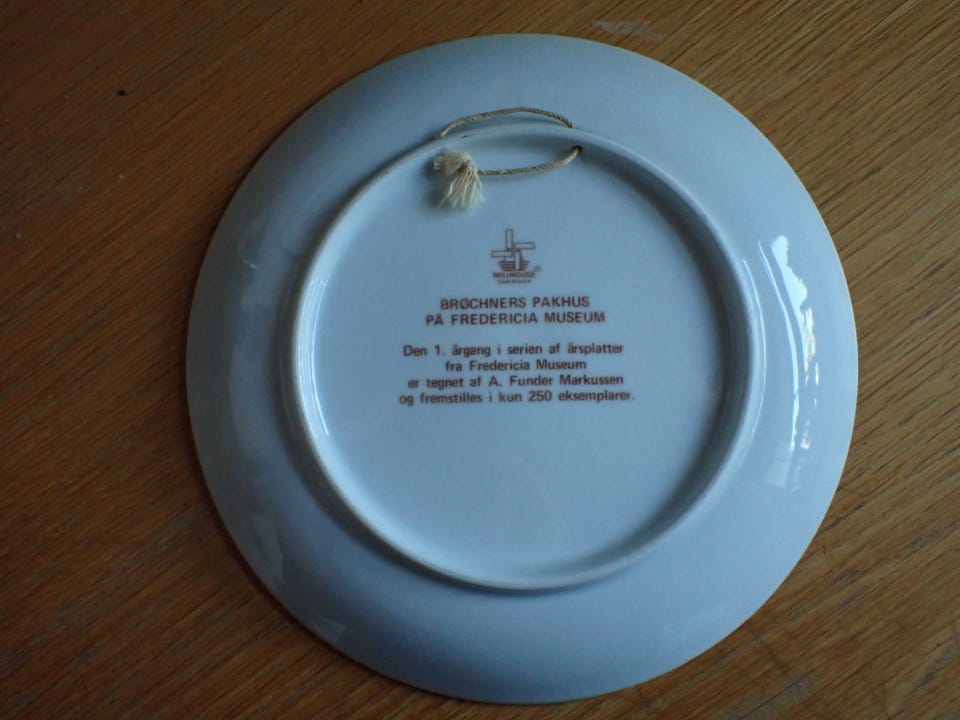 MILLHOUSE
DENMARK
BRØCHNERS PAKHUS
PÅ FREDERICIA MUSEUM
Den 1. årgang i serien af årsplatter
fra Fredericia Museum
er tegnet af A. Funder Markussen
og fremstilles i kun 250 eksemplarer.